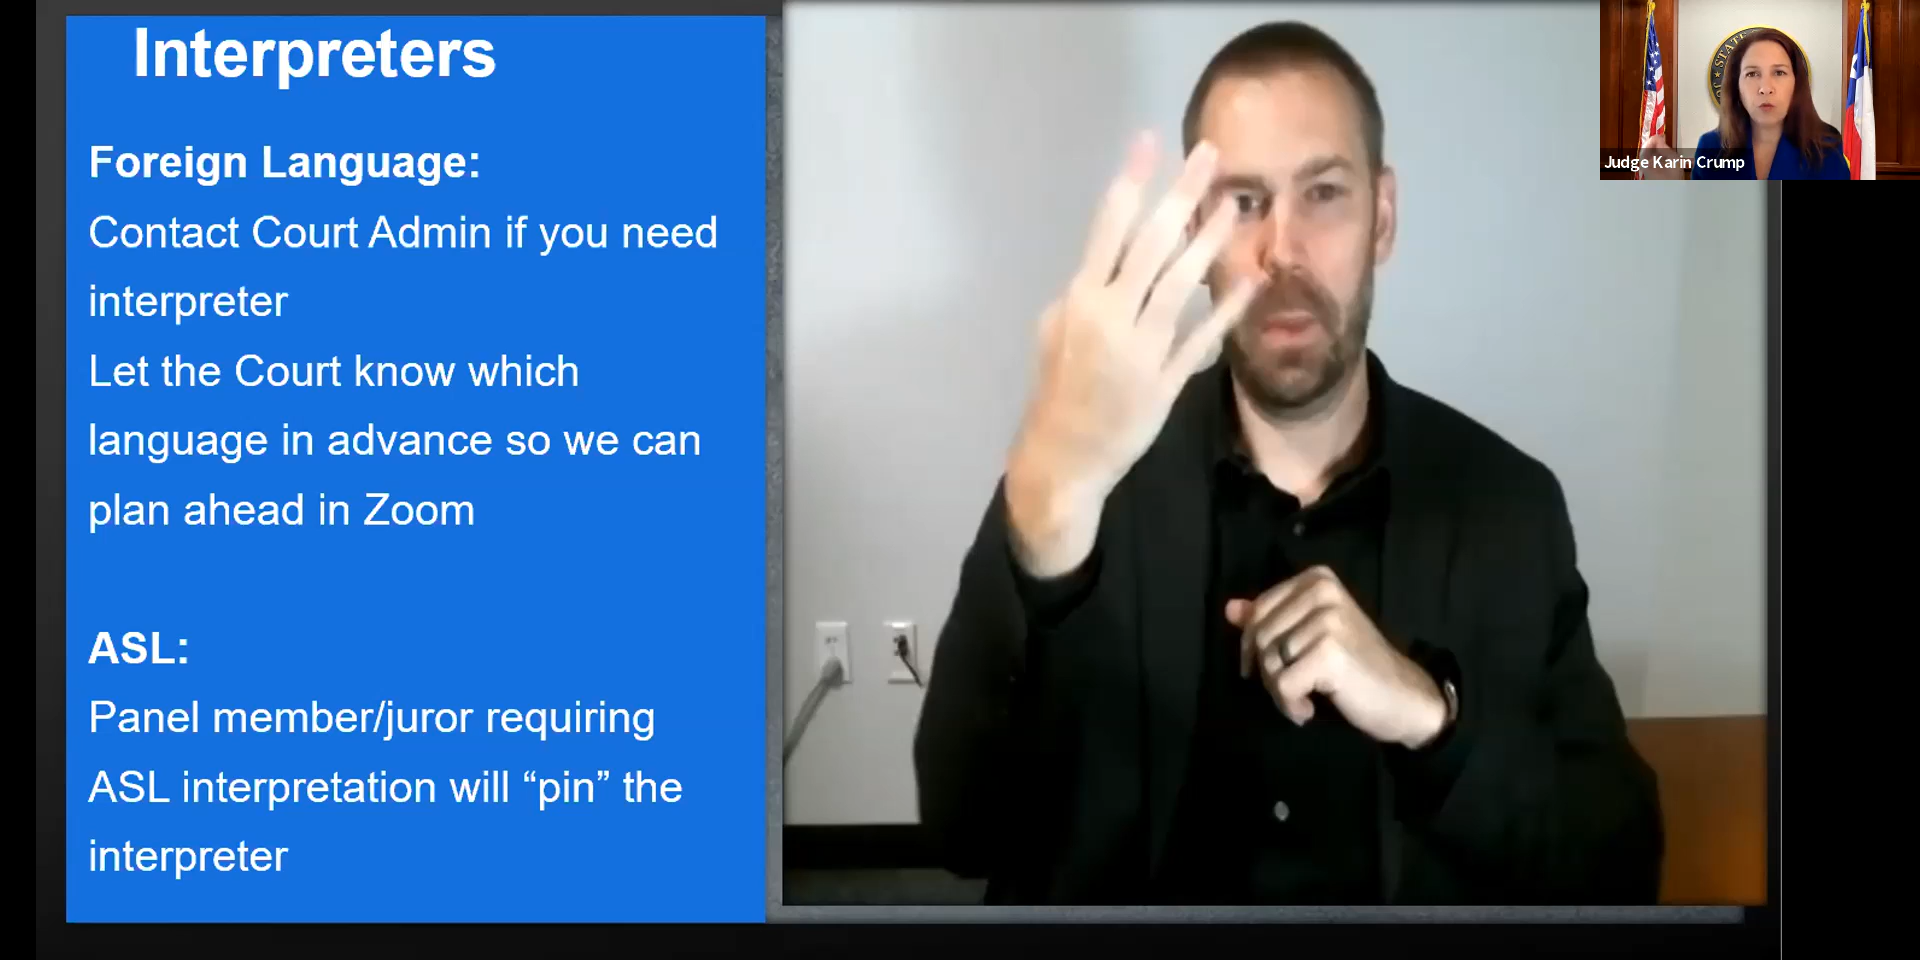 Interpreters
Foreign Language:
Contact Court Admin if you need
interpreter
Let the Court know which
language in advance so we can
plan ahead in Zoom
ASL:
Panel member/juror requiring
ASL interpretation will “pin” the
interpreter
STATE
Judge Karin Crump